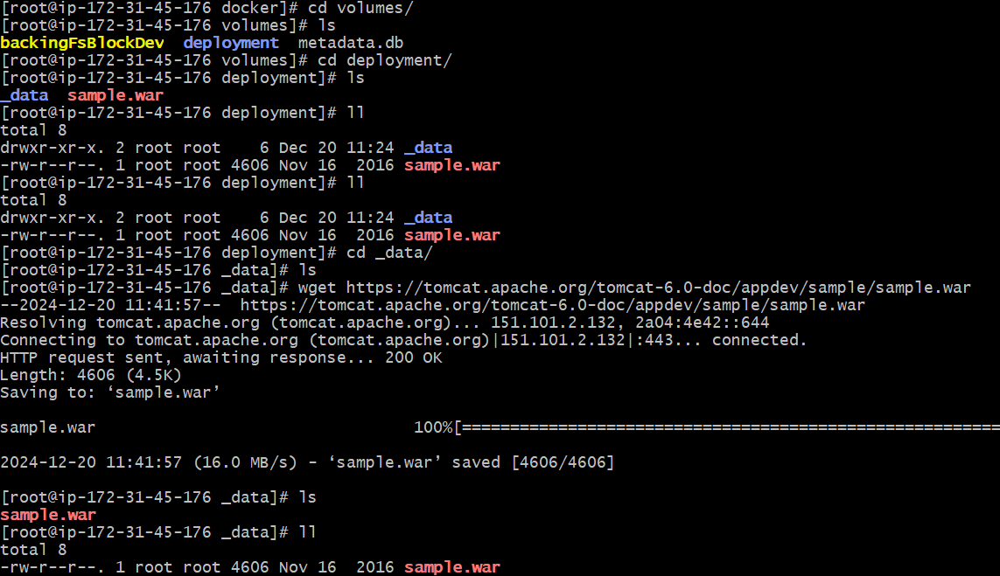 [root@ip-172-31-45-176 docker]# cd volumes/
[root@ip-172-31-45-176 volumes]# ls
backingFsBlockDev  deployment  metadata.db
[root@ip-172-31-45-176 volumes]# cd deployment/
[root@ip-172-31-45-176 deployment]# ls
_data  sample.war
[root@ip-172-31-45-176 deployment]# ll
total 8
drwxr-xr-x. 2 root root    6 Dec 20 11:24 _data
-rw-r--r--. 1 root root 4606 Nov 16  2016 sample.war
[root@ip-172-31-45-176 deployment]# ll
total 8
drwxr-xr-x. 2 root root    6 Dec 20 11:24 _data
-rw-r--r--. 1 root root 4606 Nov 16  2016 sample.war
[root@ip-172-31-45-176 deployment]# cd _data/
[root@ip-172-31-45-176 _data]# ls
[root@ip-172-31-45-176 _data]# wget https://tomcat.apache.org/tomcat-6.0-doc/appdev/sample/sample.war
--2024-12-20 11:41:57--  https://tomcat.apache.org/tomcat-6.0-doc/appdev/sample/sample.war
Resolving tomcat.apache.org (tomcat.apache.org)... 151.101.2.132, 2a04:4e42::644
Connecting to tomcat.apache.org (tomcat.apache.org)|151.101.2.132|:443... connected.
HTTP request sent, awaiting response... 200 OK
Length: 4606 (4.5K)
Saving to: ‘sample.war’
sample.war                                 100%[========================================================
2024-12-20 11:41:57 (16.0 MB/s) - ‘sample.war’ saved [4606/4606]
[root@ip-172-31-45-176 _data]# ls
sample.war
[root@ip-172-31-45-176 _data]# ll
total 8
-rw-r--r--. 1 root root 4606 Nov 16  2016 sample.war